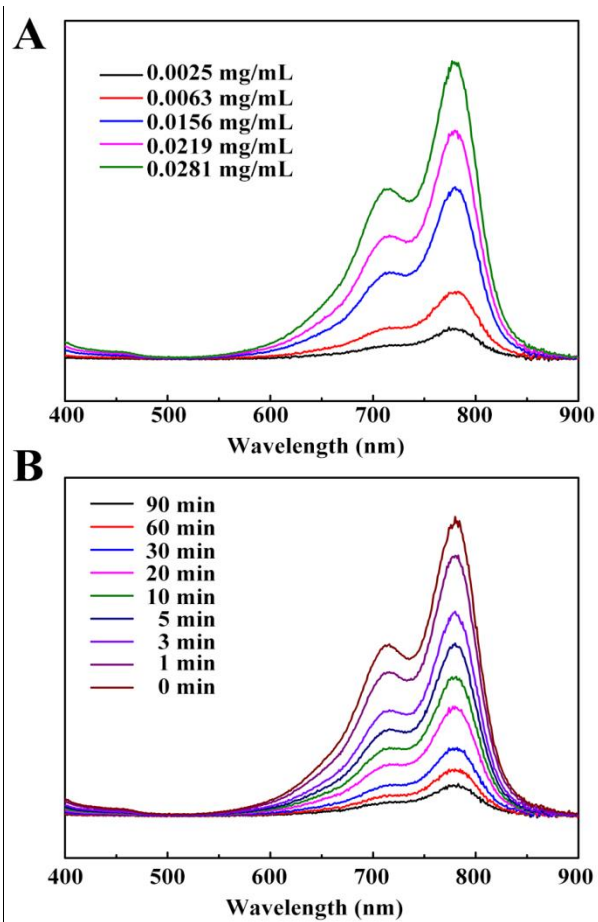 A
0.0025 mg/mL
0.0063 mg/mL
0.0156 mg/mL
0.0219 mg/mL
0.0281 mg/mL
400 500 600 700 800 900
Wavelength (nm)
B
90 min
60 min
30 min
20 min
10 min
5 min
3 min
1 min
0 min
400 500 600 700 800 900
Wavelength (nm)